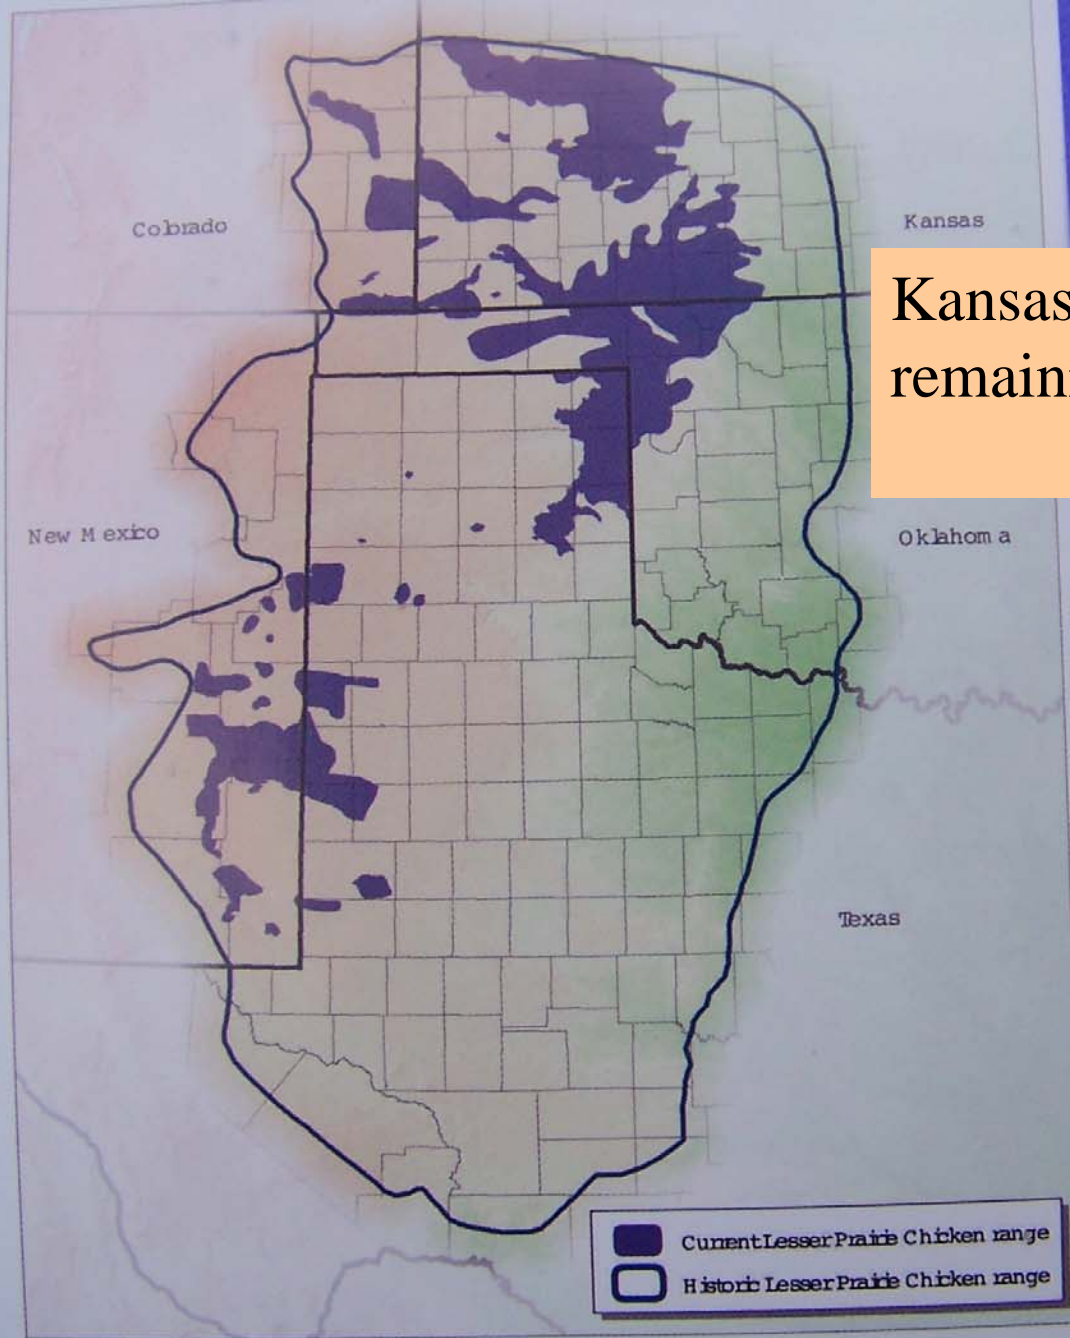 Colorado
Kansas
Kansas
New Mexico
Oklahoma
Texas
Current Lesser Prairie Chicken range
Historic Lesser Prairie Chicken range